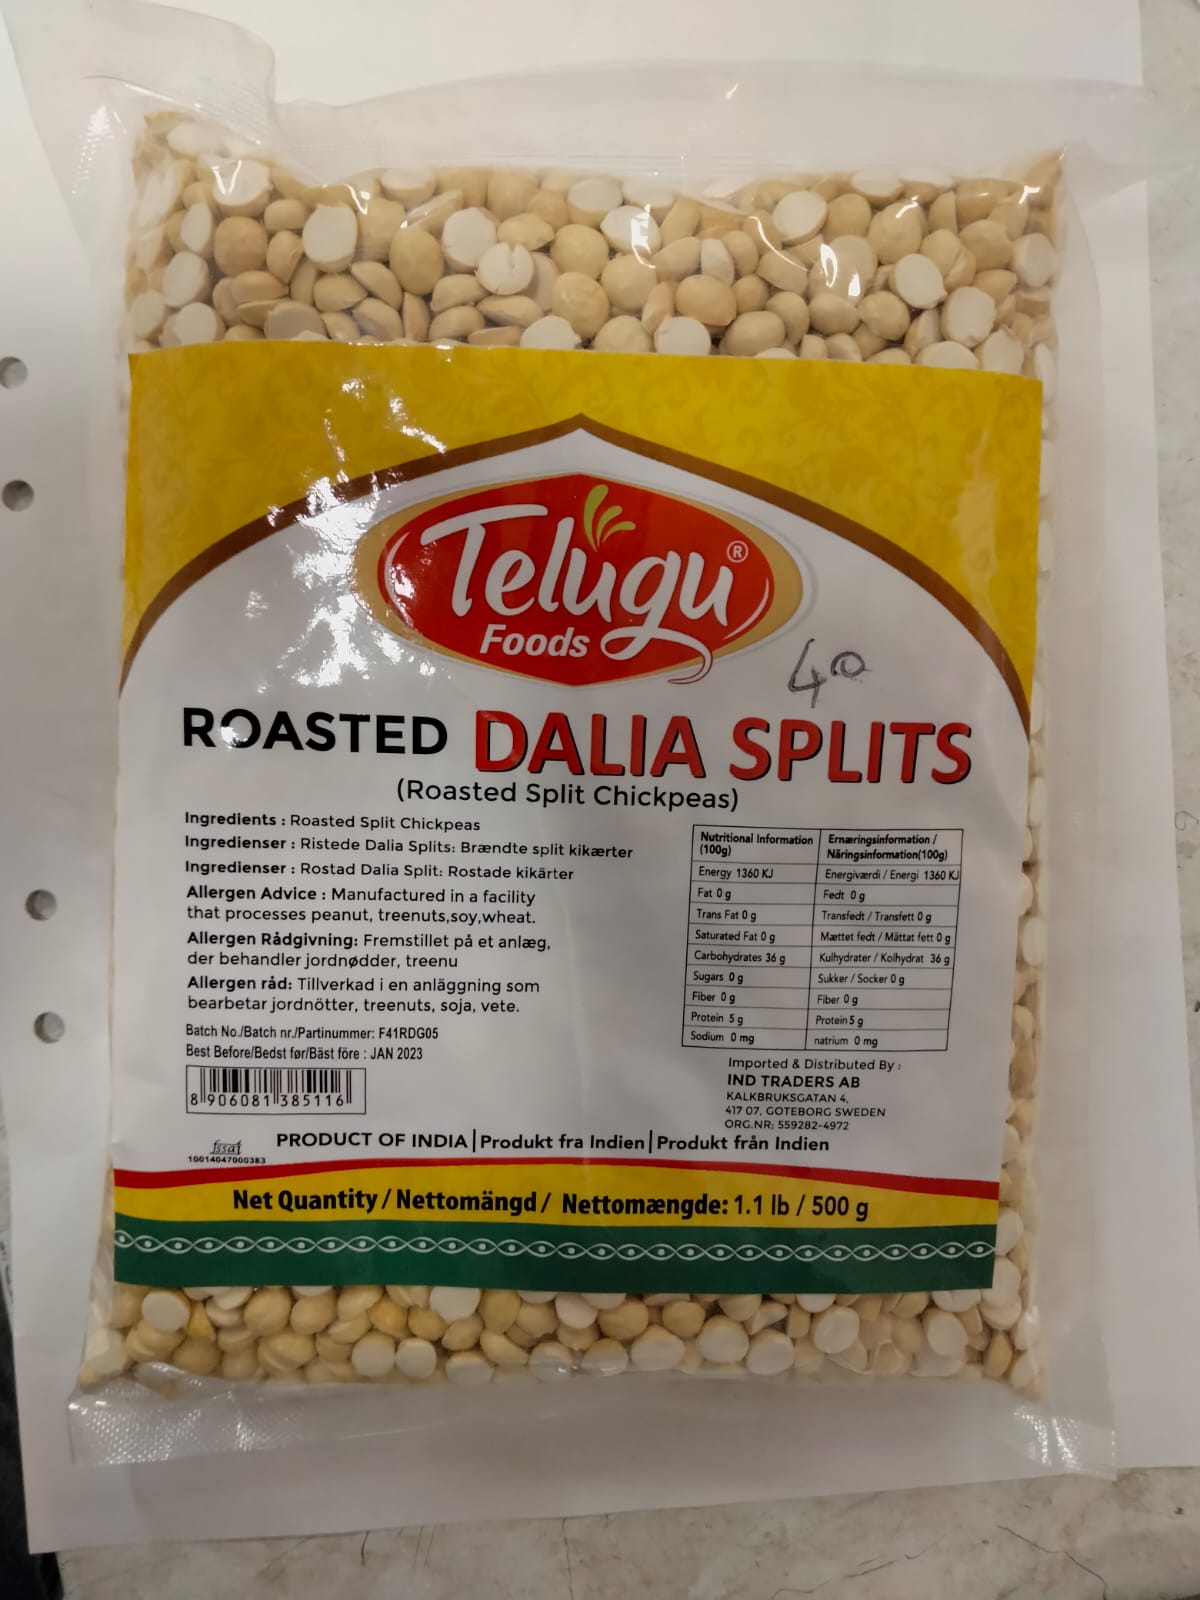 Telugu®
Foods
40
ROASTED DALIA SPLITS
(Roasted Split Chickpeas)
Ingredients : Roasted Split Chickpeas
Ingredienser : Ristede Dalia Splits: Brændte split kikærter
Ingredienser : Rostad Dalia Split: Rostade kikärter
Allergen Advice : Manufactured in a facility
that processes peanut, treenuts,soy,wheat.
Allergen Rådgivning: Fremstillet på et anlæg,
der behandler jordnødder, treenu
Allergen råd: Tillverkad i en anläggning som
bearbetar jordnötter, treenuts, soja, vete.
Batch No./Batch nr./Partinummer: F41RDG05
Best Before/Bedst før/Bäst före : JAN 2023
8 906081 385116
fssai
10014047000383
Nutritional Information (100g) Ernæringsinformation / Näringsinformation(100g)
Energy 1360 KJ Energiværdi / Energi 1360 KJ
Fat 0 g Fedt 0 g
Trans Fat 0 g Transfedt / Transfett 0 g
Saturated Fat 0 g Mættet fedt / Mättat fett 0 g
Carbohydrates 36 g Kulhydrater / Kolhydrat 36 g
Sugars 0 g Sukker / Socker 0 g
Fiber 0 g Fiber 0 g
Protein 5 g Protein 5 g
Sodium 0 mg natrium 0 mg
Imported & Distributed By :
IND TRADERS AB
KALKBRUKSGATAN 4,
417 07, GOTEBORG SWEDEN
ORG.NR; 559282-4972
PRODUCT OF INDIA | Produkt fra Indien | Produkt från Indien
Net Quantity / Nettomängd / Nettomængde: 1.1 lb / 500 g